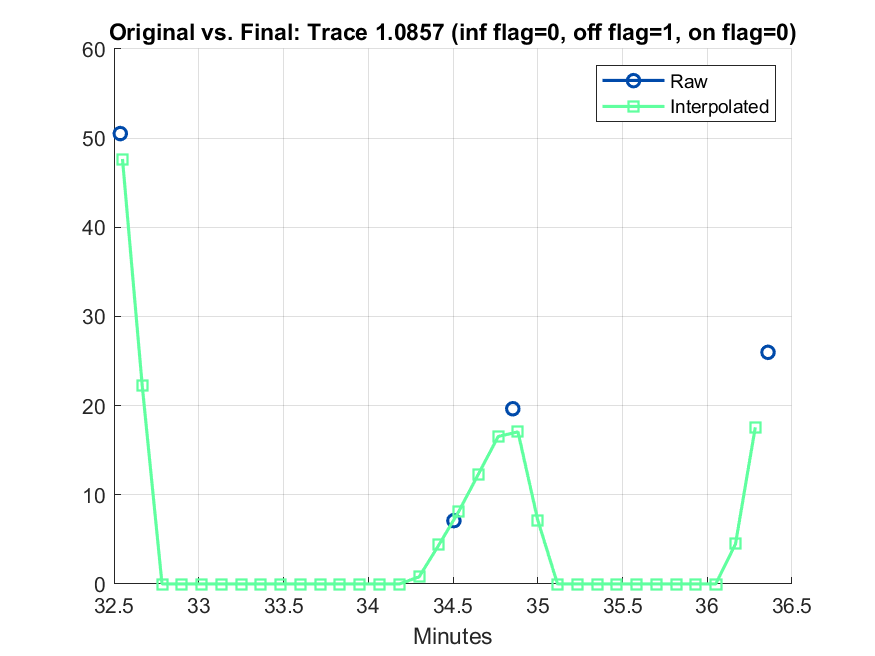 Original vs. Final: Trace 1.0857 (inf flag=0, off flag=1, on flag=0)
60
50
40
30
20
10
0
Raw
Interpolated
32.5 33 33.5 34 34.5 35 35.5 36 36.5
Minutes